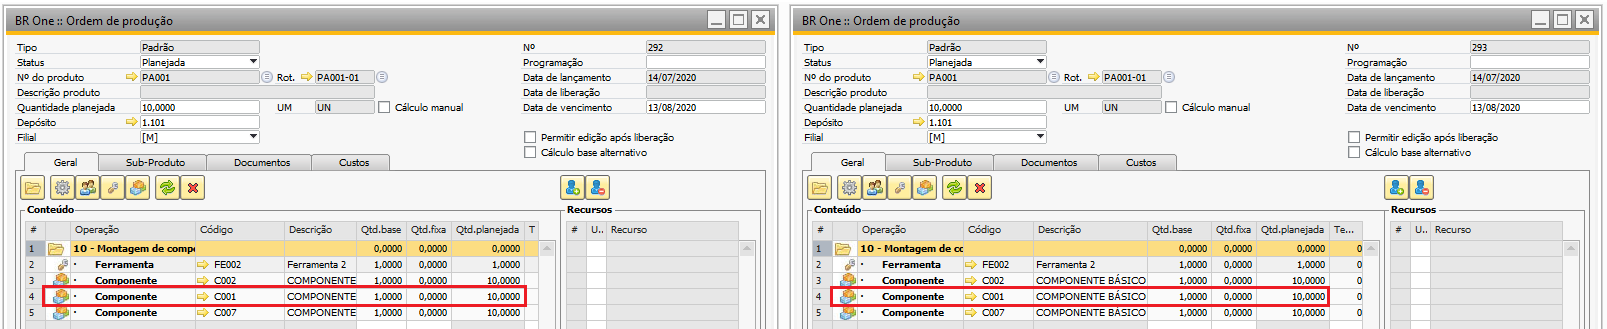 BR One :: Ordem de produção
Tipo Padrão Nº 292
Status Planejada Programação
Nº do produto PA001 Rot. PA001-01 Data de lançamento 14/07/2020
Descrição produto Data de liberação
Quantidade planejada 10,0000 UM UN Cálculo manual Data de vencimento 13/08/2020
Depósito 1.101
Filial [M] Permitir edição após liberação
Cálculo base alternativo
Geral Sub-Produto Documentos Custos
Conteúdo Recursos
# Operação Código Descrição Qtd.base Qtd.fixa Qtd.planejada T # U.. Recurso
1 10 - Montagem de compo 0,0000 0,0000 0,0000
2 Ferramenta FE002 Ferramenta 2 1,0000 0,0000 1,0000
3 Componente C002 COMPONENTE 1,0000 0,0000 10,0000
4 Componente C001 COMPONENTE 1,0000 0,0000 10,0000
5 Componente C007 COMPONENTE 1,0000 0,0000 10,0000
BR One :: Ordem de produção
Tipo Padrão Nº 293
Status Planejada Programação
Nº do produto PA001 Rot. PA001-01 Data de lançamento 14/07/2020
Descrição produto Data de liberação
Quantidade planejada 10,0000 UM UN Cálculo manual Data de vencimento 13/08/2020
Depósito 1.101
Filial [M] Permitir edição após liberação
Cálculo base alternativo
Geral Sub-Produto Documentos Custos
Conteúdo Recursos
# Operação Código Descrição Qtd.base Qtd.fixa Qtd.planejada Te... # U.. Recurso
1 10 - Montagem de cc 0,0000 0,0000 0,0000 0
2 Ferramenta FE002 Ferramenta 2 1,0000 0,0000 1,0000 0
3 Componente C002 COMPONENTE BÁSICO 1,0000 0,0000 10,0000 0
4 Componente C001 COMPONENTE BÁSICO 1,0000 0,0000 10,0000 0
5 Componente C007 COMPONENTE BÁSICO 1,0000 0,0000 10,0000 0